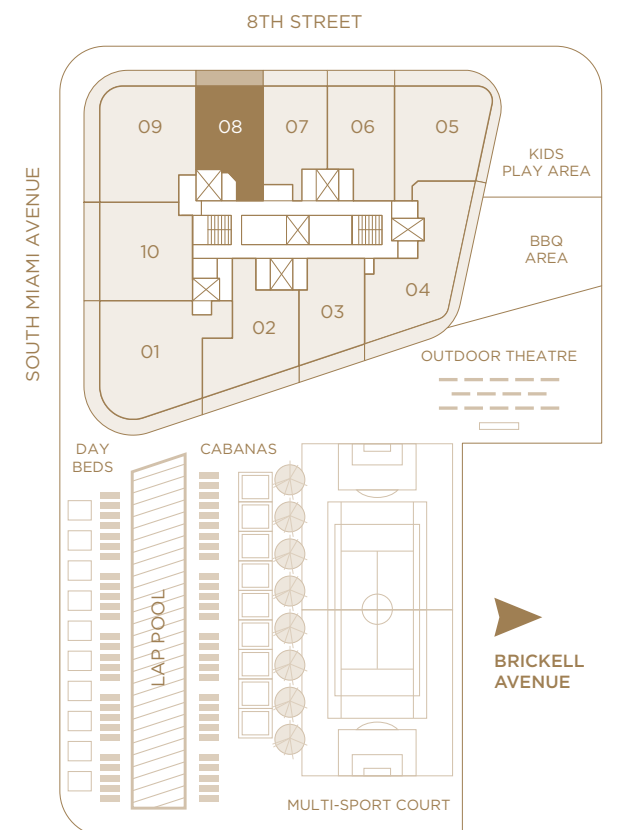 8TH STREET
SOUTH MIAMI AVENUE
09
08
07
06
05
KIDS
PLAY AREA
10
BBQ
AREA
04
03
02
01
OUTDOOR THEATRE
DAY
BEDS
CABANAS
LAP POOL
BRICKELL
AVENUE
MULTI-SPORT COURT